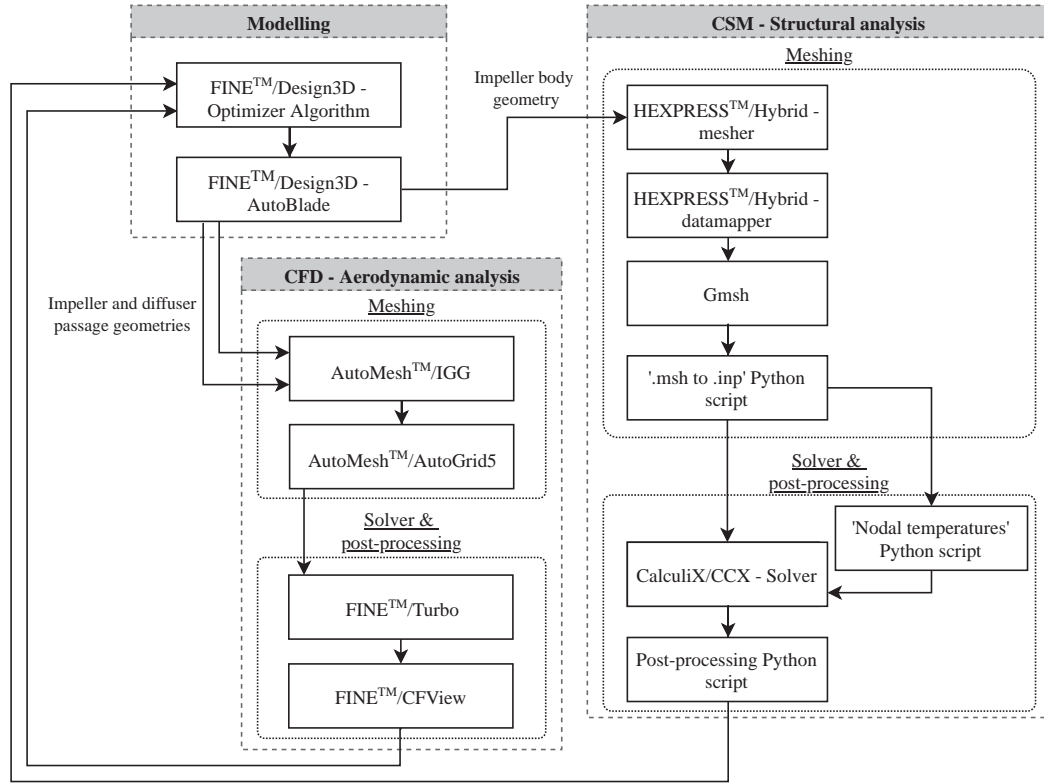 Modelling
FINE™/Design3D -
Optimizer Algorithm
FINE™/Design3D -
AutoBlade
Impeller body
geometry
Impeller and diffuser
passage geometries
CFD - Aerodynamic analysis
Meshing
AutoMesh™/IGG
AutoMesh™/AutoGrid5
Solver &
post-processing
FINE™/Turbo
FINE™/CFView
CSM - Structural analysis
Meshing
HEXPRESS™/Hybrid -
mesher
HEXPRESS™/Hybrid -
datamapper
Gmsh
'.msh to .inp' Python
script
Solver &
post-processing
'Nodal temperatures'
Python script
CalculiX/CCX - Solver
Post-processing Python
script